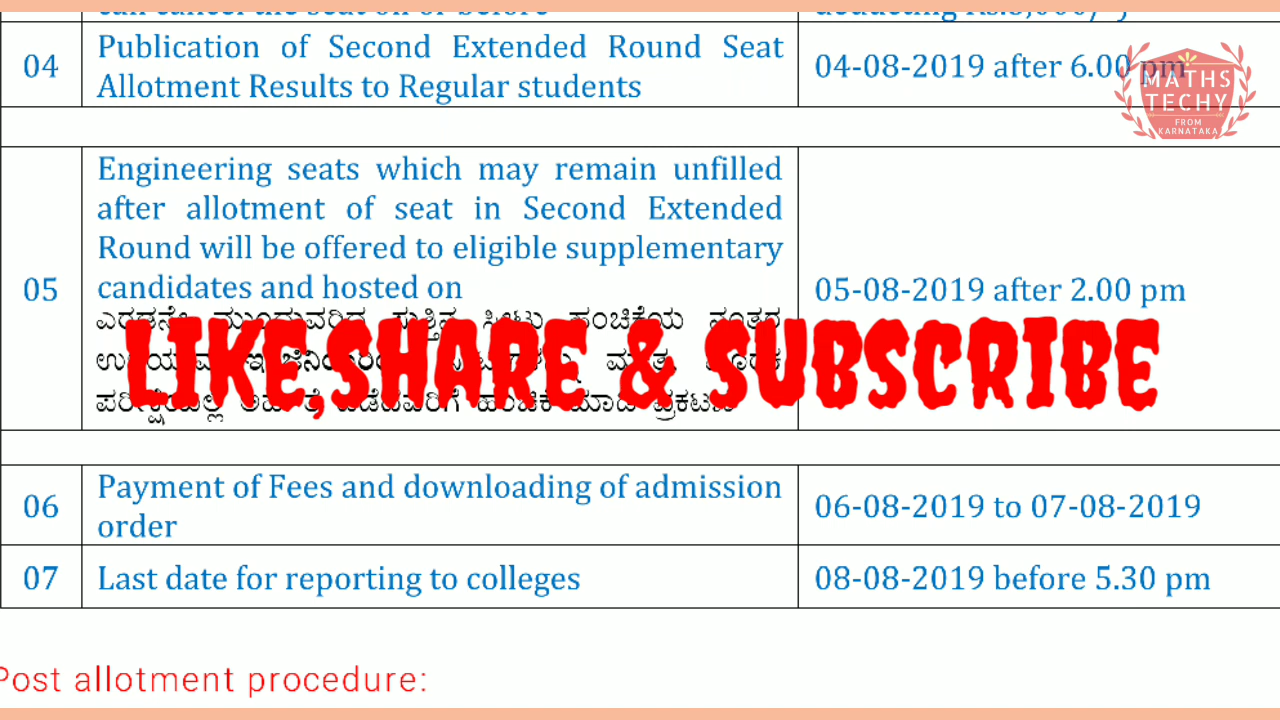 04
Publication of Second Extended Round Seat
Allotment Results to Regular students
04-08-2019 after 6.00 pm
MATHS
TECHY
FROM
KARNATAKA
05
Engineering seats which may remain unfilled
after allotment of seat in Second Extended
Round will be offered to eligible supplementary
candidates and hosted on
05-08-2019 after 2.00 pm
ಎರಡನೇ ಮುಂದುವರಿದ ಸುತ್ತಿನ ಸೀಟು ಹಂಚಿಕೆಯ ನಂತರ
LIKE,SHARE & SUBSCRIBE
06
Payment of Fees and downloading of admission
order
06-08-2019 to 07-08-2019
07
Last date for reporting to colleges
08-08-2019 before 5.30 pm
Post allotment procedure: